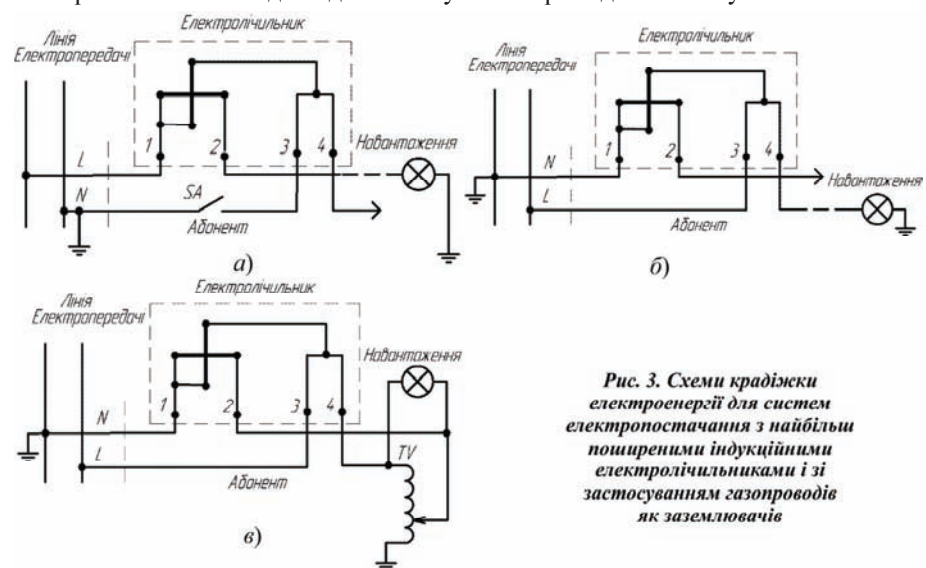 Електролічильник
Лінія
Електропередачі
L
N
1
2
3
4
SA
Абонент
Навантаження
а)
Електролічильник
Лінія
Електропередачі
N
L
1
2
3
4
Абонент
Навантаження
б)
Електролічильник
Лінія
Електропередачі
N
L
1
2
3
4
TV
Абонент
Навантаження
в)
Рис. 3. Схеми крадіжки
електроенергії для систем
електропостачання з найбільш
поширеними індукційними
електролічильниками і зі
застосуванням газопроводів
як заземлювачів